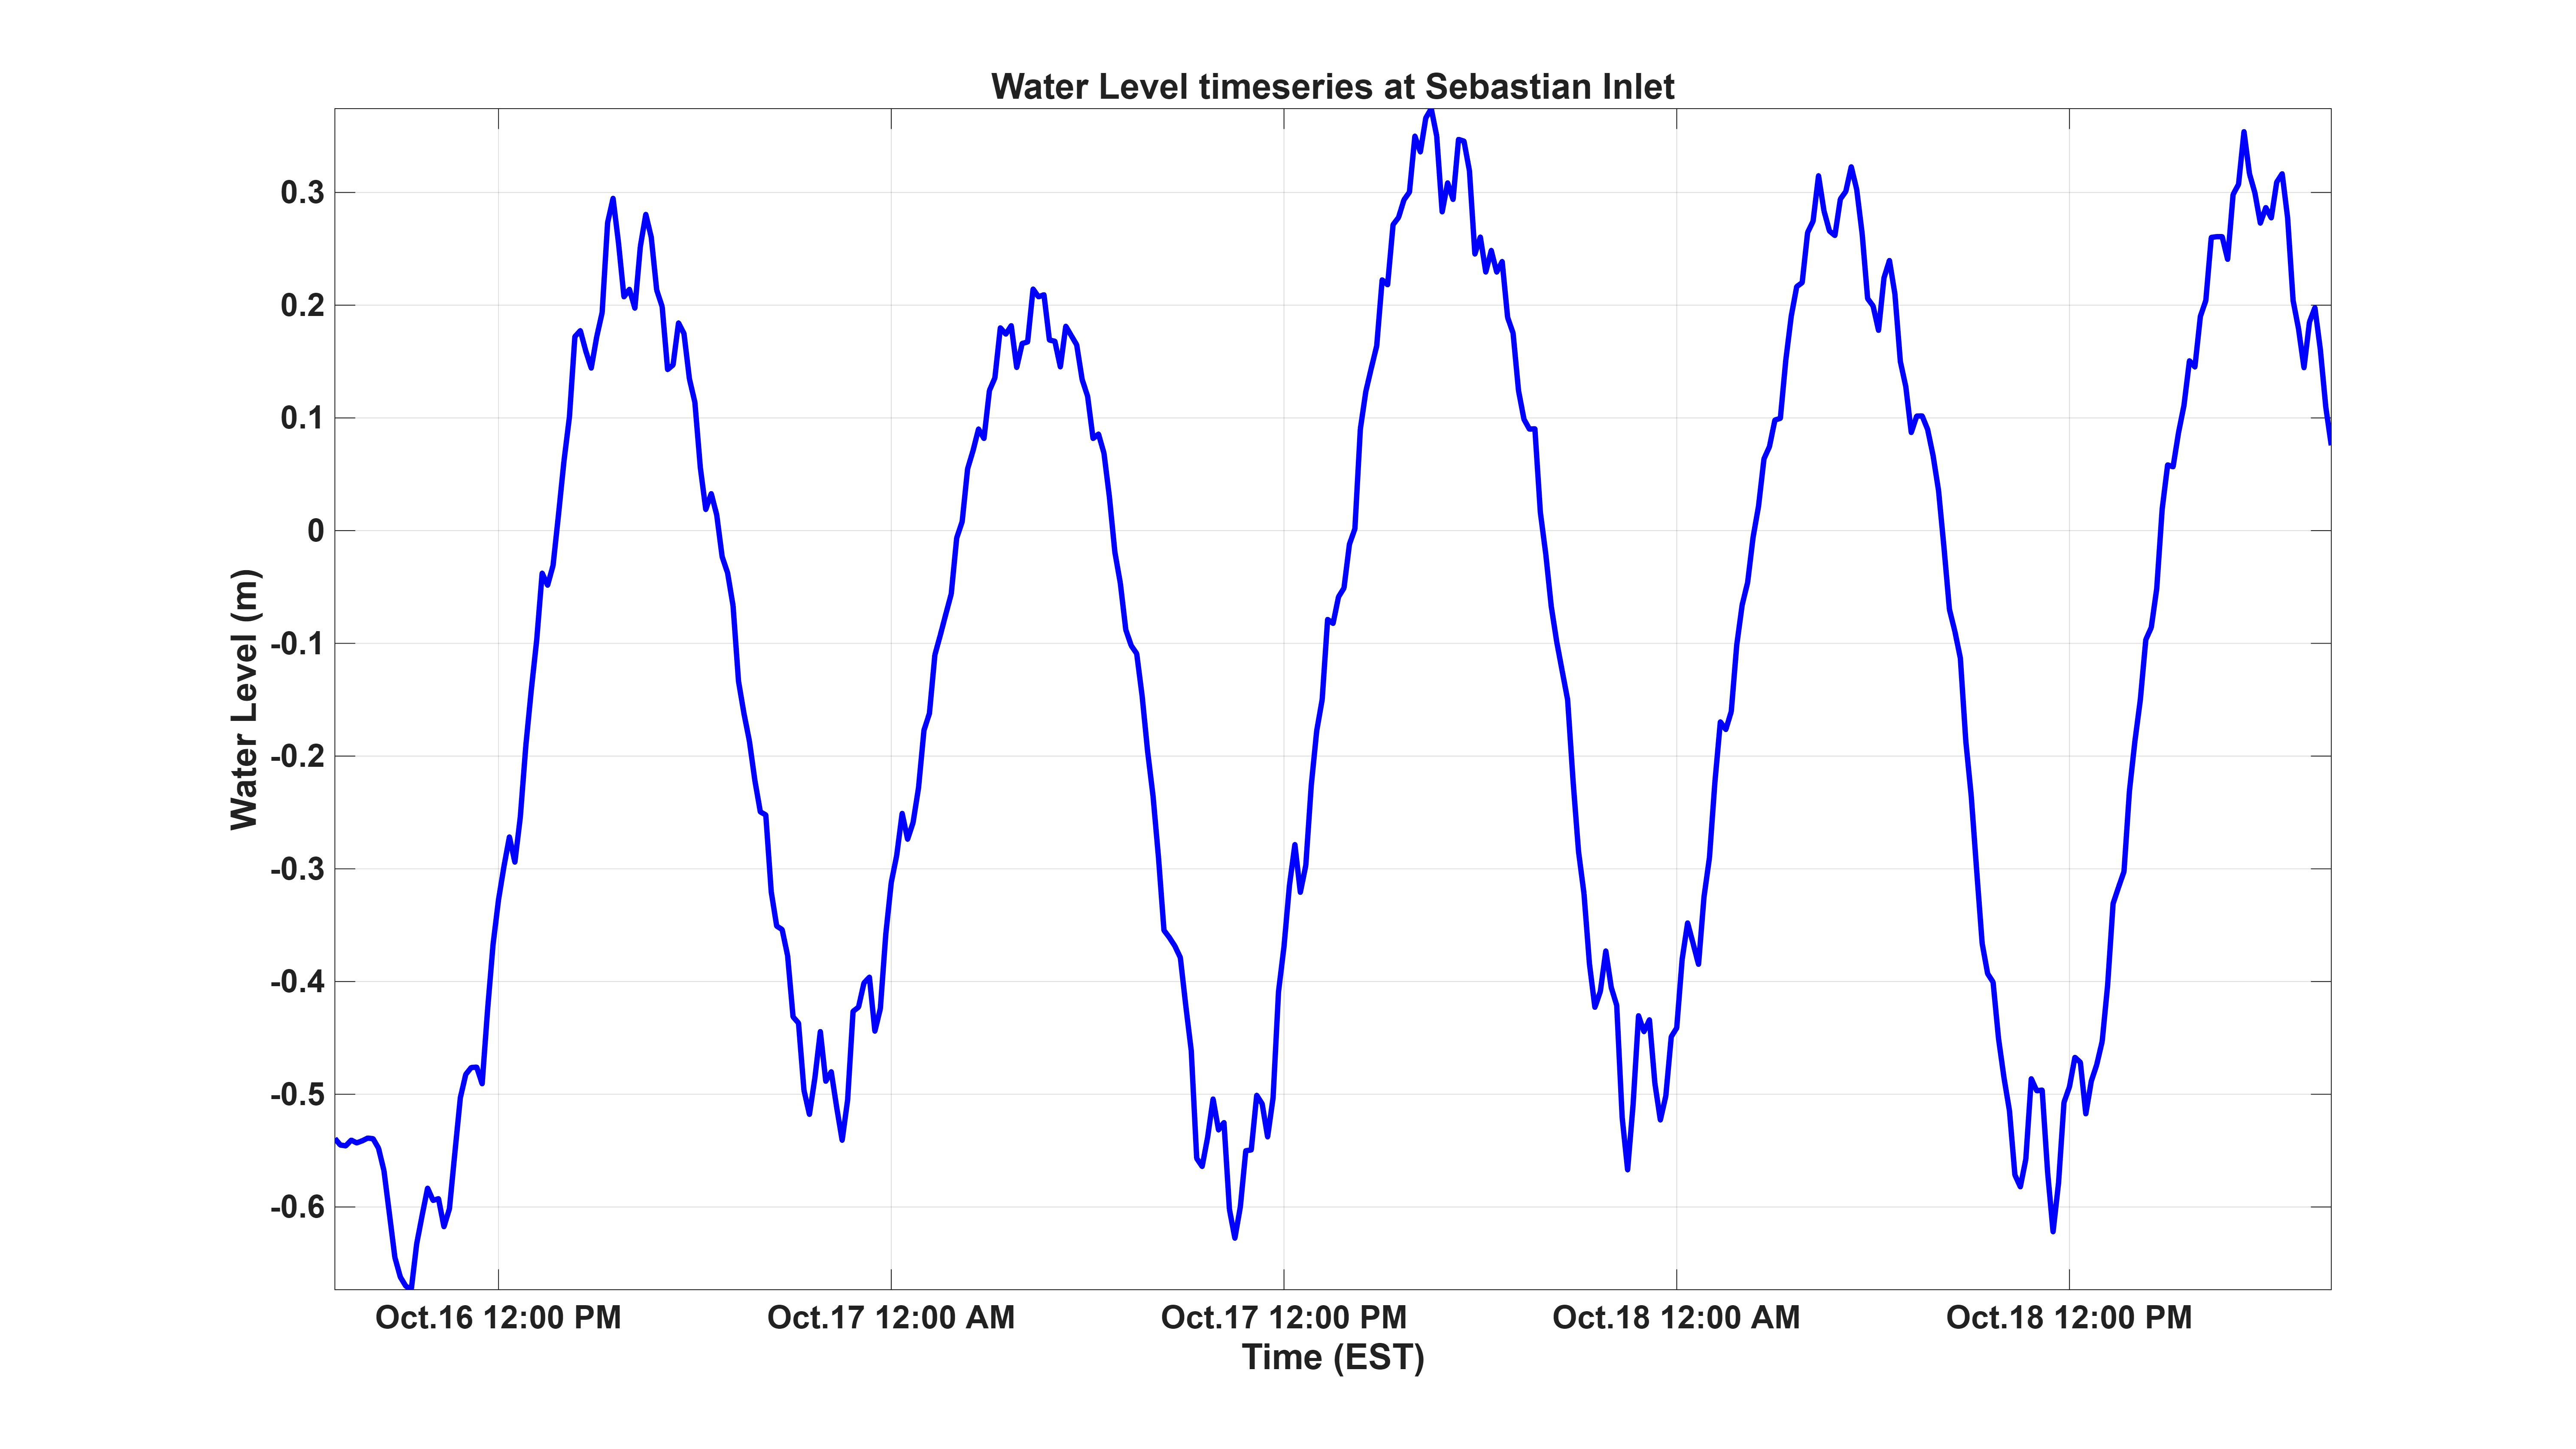 Water Level timeseries at Sebastian Inlet
0.3
0.2
0.1
0
-0.1
-0.2
-0.3
-0.4
-0.5
-0.6
Water Level (m)
Oct.16 12:00 PM Oct.17 12:00 AM Oct.17 12:00 PM Oct.18 12:00 AM Oct.18 12:00 PM
Time (EST)